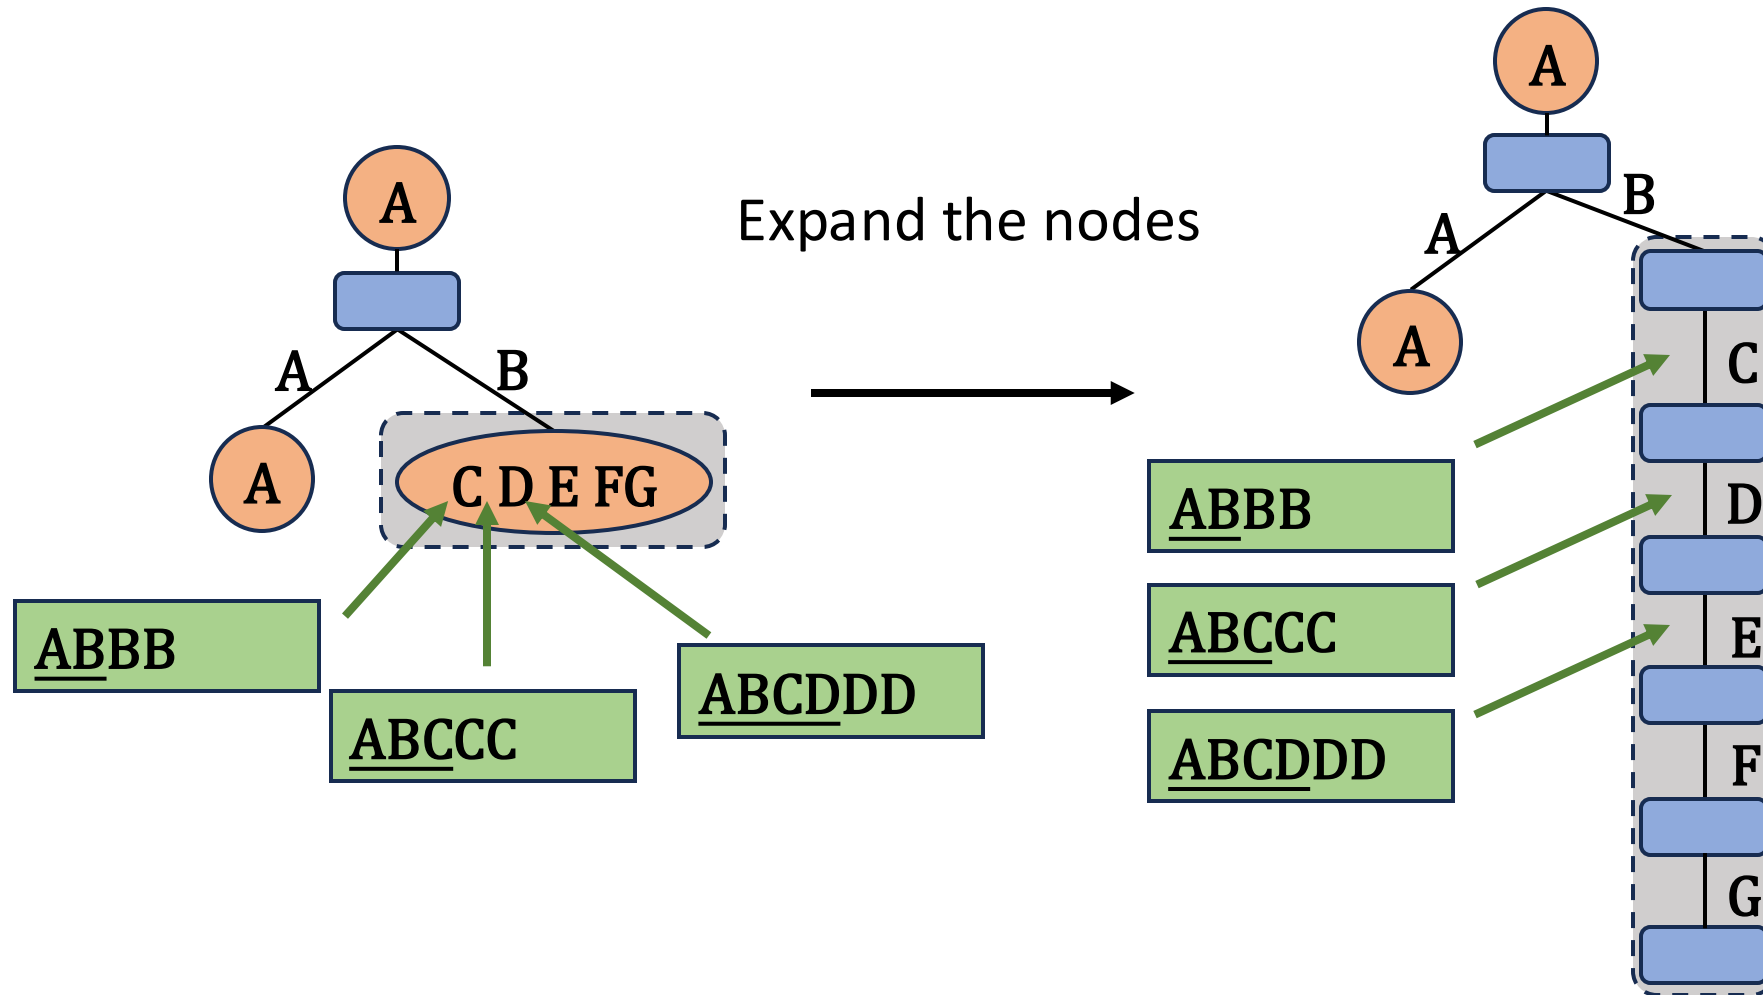 A
A
B
A
C D E FG
ABBB
ABCCC
ABCDDD
Expand the nodes
A
A
B
A
C
D
E
F
G
ABBB
ABCCC
ABCDDD